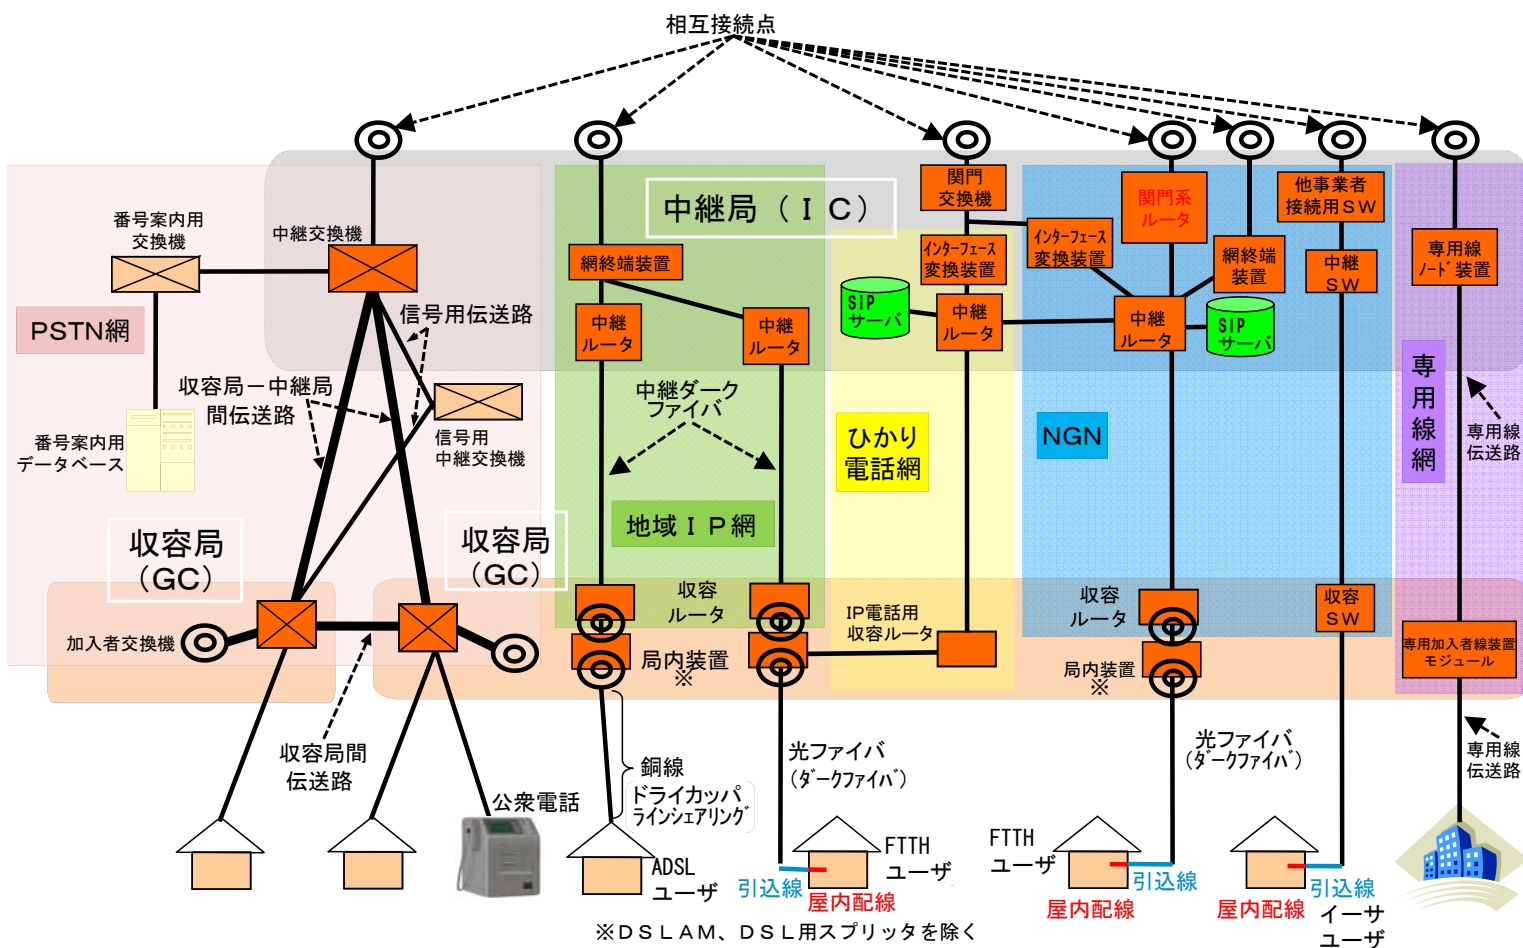 相互接続点
中継局（ＩＣ）
番号案内用
交換機
中継交換機
関門
交換機
関門系
ルータ
他事業者
接続用ＳＷ
網終端装置
インターフェース
変換装置
インターフェース
変換装置
網終端
装置
中継
ＳＷ
専用線
ﾉｰﾄﾞ装置
PSTN網
信号用伝送路
中継
ルータ
中継
ルータ
SIP
サーバ
中継
ルータ
中継
ルータ
SIP
サーバ
収容局－中継局
間伝送路
中継ダーク
ファイバ
専用線網
番号案内用
データベース
信号用
中継交換機
ひかり
電話網
NGN
専用線
伝送路
収容局
（GC）
収容局
（GC）
地域ＩＰ網
加入者交換機
収容
ルータ
IP電話用
収容ルータ
収容
ルータ
収容
SW
局内装置
※
局内装置
※
専用加入者線装置
モジュール
収容局間
伝送路
銅線
ドライカッパ
ラインシェアリング
光ファイバ
（ﾀﾞｰｸﾌｧｲﾊﾞ）
光ファイバ
（ﾀﾞｰｸﾌｧｲﾊﾞ）
専用線
伝送路
公衆電話
ADSL
ユーザ
引込線
屋内配線
FTTH
ユーザ
FTTH
ユーザ
屋内配線
引込線
屋内配線
引込線
イーサ
ユーザ
※ＤＳＬＡＭ、ＤＳＬ用スプリッタを除く